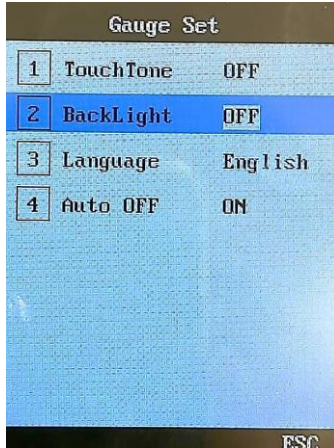 Gauge Set
1 TouchTone OFF
2 BackLight OFF
3 Language English
4 Auto OFF ON
ESC